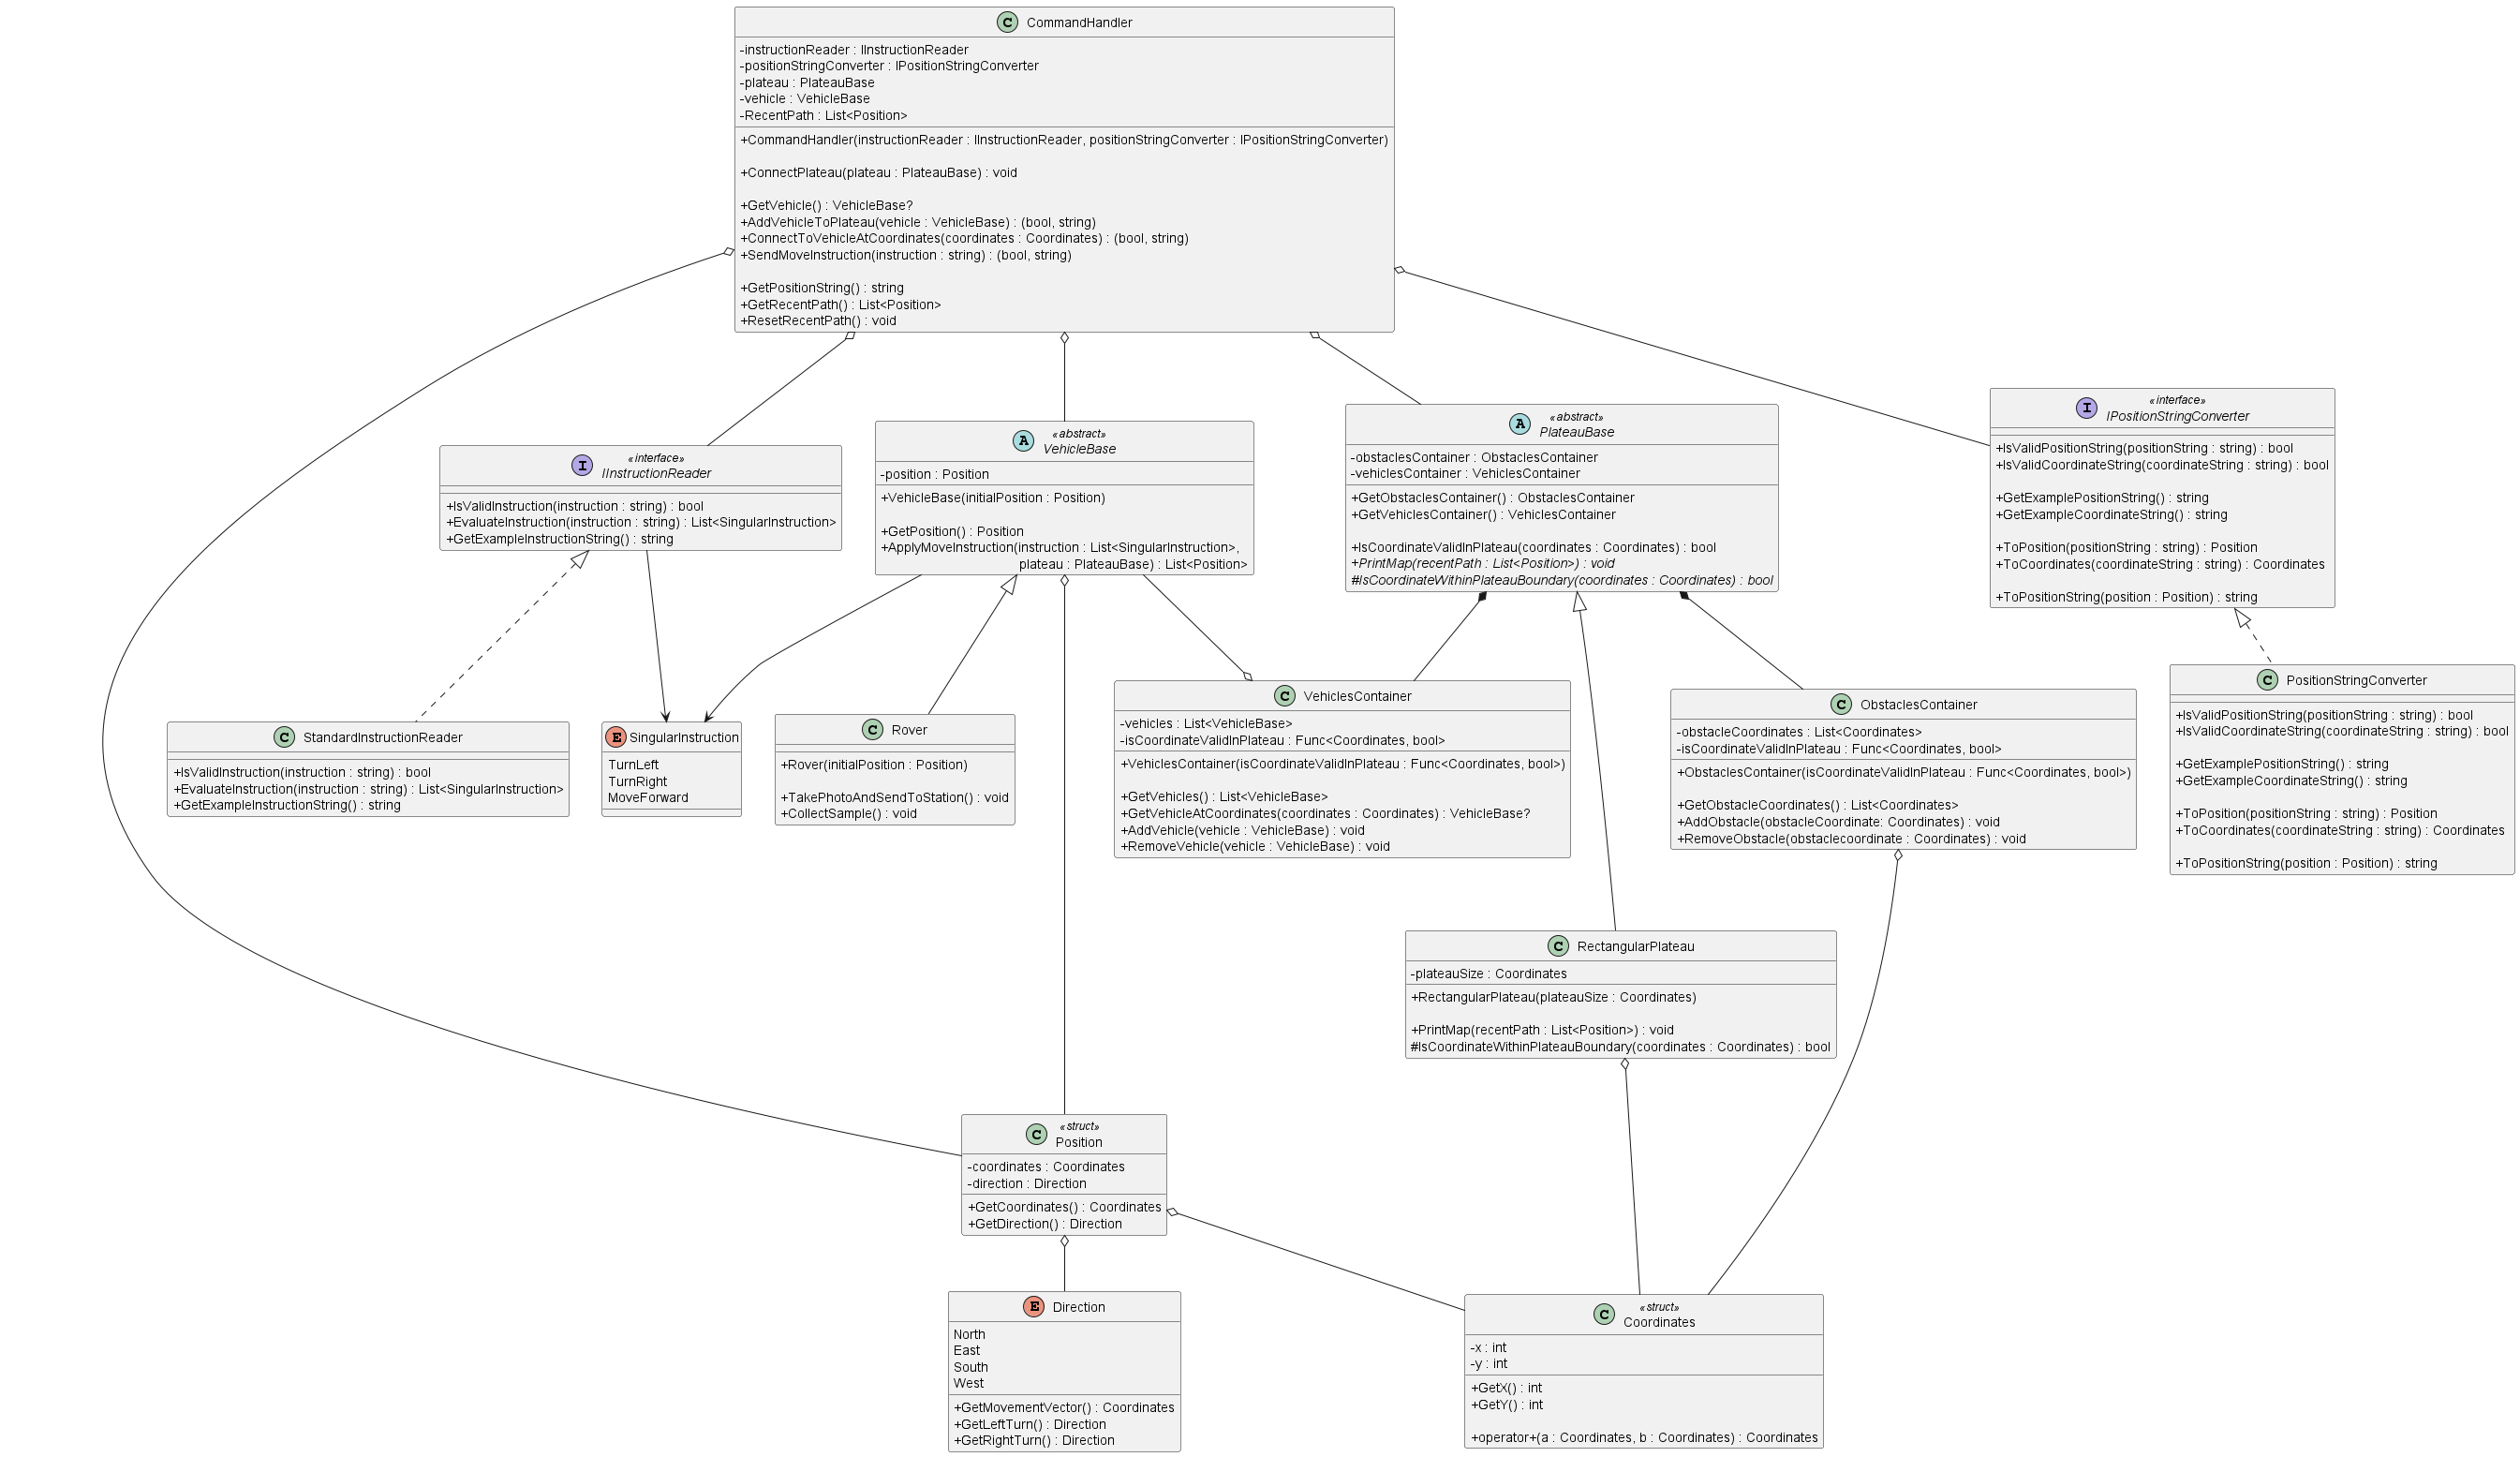 C CommandHandler
-instructionReader : IInstructionReader
-positionStringConverter : IPositionStringConverter
-plateau : PlateauBase
-vehicle : VehicleBase
-RecentPath : List<Position>
+CommandHandler(instructionReader : IInstructionReader, positionStringConverter : IPositionStringConverter)
+ConnectPlateau(plateau : PlateauBase) : void
+GetVehicle() : VehicleBase?
+AddVehicleToPlateau(vehicle : VehicleBase) : (bool, string)
+ConnectToVehicleAtCoordinates(coordinates : Coordinates) : (bool, string)
+SendMoveInstruction(instruction : string) : (bool, string)
+GetPositionString() : string
+GetRecentPath() : List<Position>
+ResetRecentPath() : void
I «interface»
IInstructionReader
+IsValidInstruction(instruction : string) : bool
+EvaluateInstruction(instruction : string) : List<SingularInstruction>
+GetExampleInstructionString() : string
A «abstract»
VehicleBase
-position : Position
+VehicleBase(initialPosition : Position)
+GetPosition() : Position
+ApplyMoveInstruction(instruction : List<SingularInstruction>,
plateau : PlateauBase) : List<Position>
A «abstract»
PlateauBase
-obstaclesContainer : ObstaclesContainer
-vehiclesContainer : VehiclesContainer
+GetObstaclesContainer() : ObstaclesContainer
+GetVehiclesContainer() : VehiclesContainer
+IsCoordinateValidInPlateau(coordinates : Coordinates) : bool
+PrintMap(recentPath : List<Position>) : void
#IsCoordinateWithinPlateauBoundary(coordinates : Coordinates) : bool
I «interface»
IPositionStringConverter
+IsValidPositionString(positionString : string) : bool
+IsValidCoordinateString(coordinateString : string) : bool
+GetExamplePositionString() : string
+GetExampleCoordinateString() : string
+ToPosition(positionString : string) : Position
+ToCoordinates(coordinateString : string) : Coordinates
+ToPositionString(position : Position) : string
C StandardInstructionReader
+IsValidInstruction(instruction : string) : bool
+EvaluateInstruction(instruction : string) : List<SingularInstruction>
+GetExampleInstructionString() : string
E SingularInstruction
TurnLeft
TurnRight
MoveForward
C Rover
+Rover(initialPosition : Position)
+TakePhotoAndSendToStation() : void
+CollectSample() : void
C VehiclesContainer
-vehicles : List<VehicleBase>
-isCoordinateValidInPlateau : Func<Coordinates, bool>
+VehiclesContainer(isCoordinateValidInPlateau : Func<Coordinates, bool>)
+GetVehicles() : List<VehicleBase>
+GetVehicleAtCoordinates(coordinates : Coordinates) : VehicleBase?
+AddVehicle(vehicle : VehicleBase) : void
+RemoveVehicle(vehicle : VehicleBase) : void
C ObstaclesContainer
-obstacleCoordinates : List<Coordinates>
-isCoordinateValidInPlateau : Func<Coordinates, bool>
+ObstaclesContainer(isCoordinateValidInPlateau : Func<Coordinates, bool>)
+GetObstacleCoordinates() : List<Coordinates>
+AddObstacle(obstacleCoordinate: Coordinates) : void
+RemoveObstacle(obstaclecoordinate : Coordinates) : void
C PositionStringConverter
+IsValidPositionString(positionString : string) : bool
+IsValidCoordinateString(coordinateString : string) : bool
+GetExamplePositionString() : string
+GetExampleCoordinateString() : string
+ToPosition(positionString : string) : Position
+ToCoordinates(coordinateString : string) : Coordinates
+ToPositionString(position : Position) : string
C RectangularPlateau
-plateauSize : Coordinates
+RectangularPlateau(plateauSize : Coordinates)
+PrintMap(recentPath : List<Position>) : void
#IsCoordinateWithinPlateauBoundary(coordinates : Coordinates) : bool
C «struct»
Position
-coordinates : Coordinates
-direction : Direction
+GetCoordinates() : Coordinates
+GetDirection() : Direction
E Direction
North
East
South
West
+GetMovementVector() : Coordinates
+GetLeftTurn() : Direction
+GetRightTurn() : Direction
C «struct»
Coordinates
-x : int
-y : int
+GetX() : int
+GetY() : int
+operator+(a : Coordinates, b : Coordinates) : Coordinates